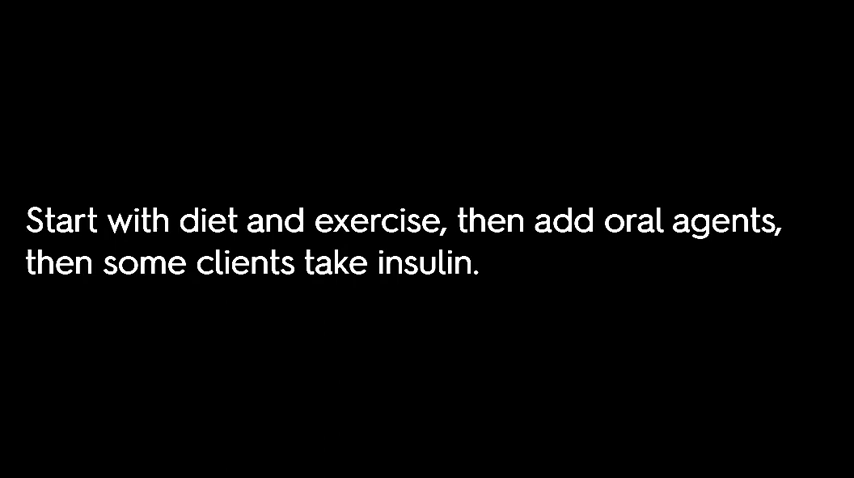 Start with diet and exercise, then add oral agents,
then some clients take insulin.